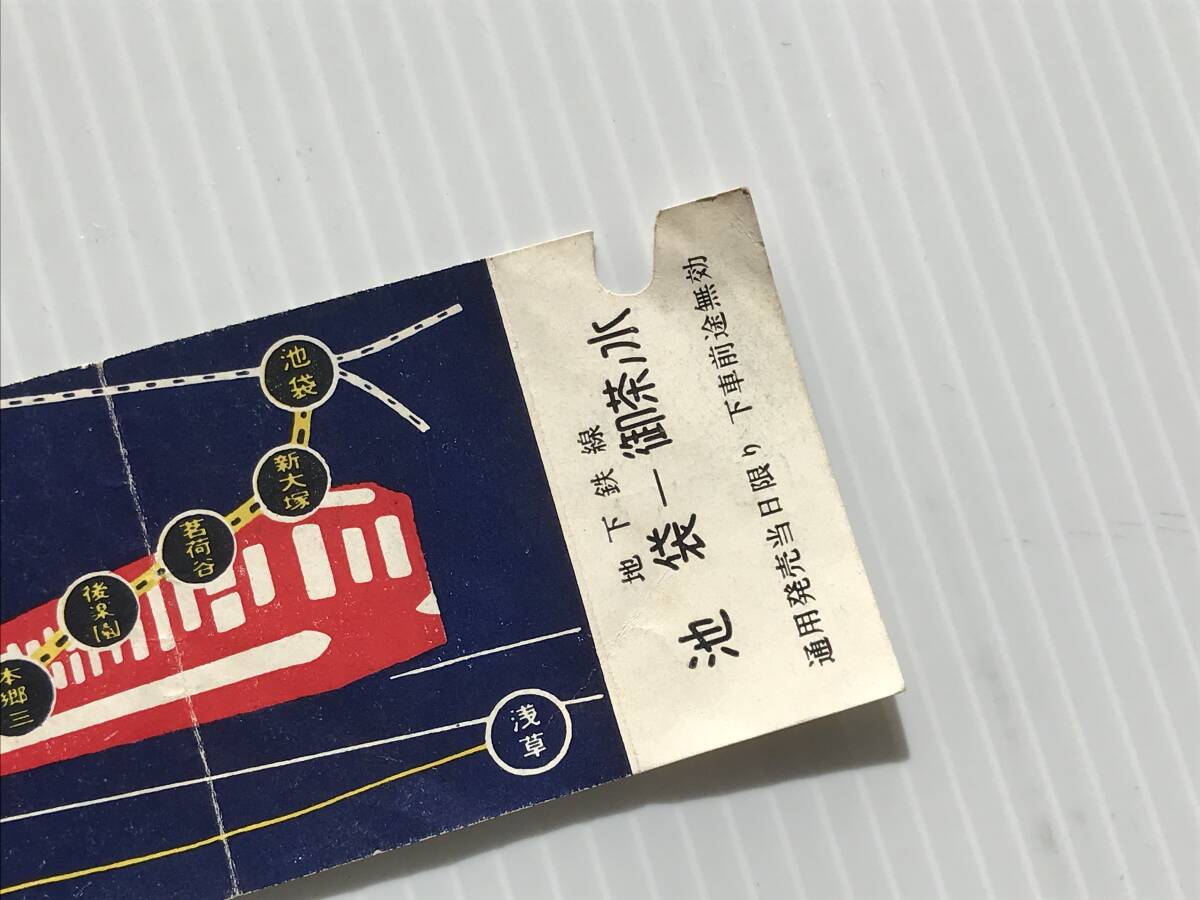 池袋
新大塚
茗荷谷
後楽園
本郷三
浅草
地下鉄線
池袋―御茶水
通用発売当日限り 下車前途無効